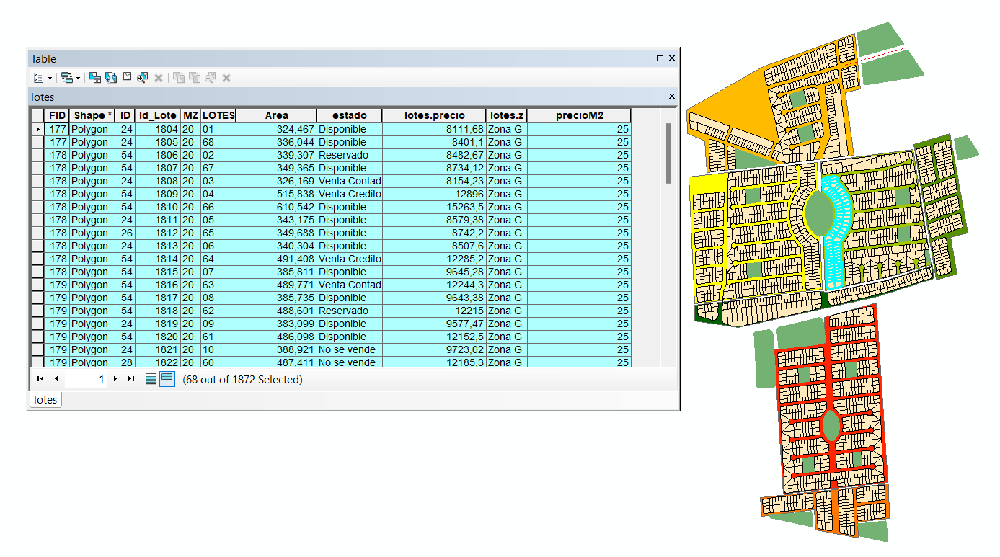 Table
lotes
FID Shape * ID Id_Lote MZ LOTES Area estado lotes.precio lotes.z precioM2
177 Polygon 24 1804 20 01 324,467 Disponible 8111,68 Zona G 25
177 Polygon 24 1805 20 68 336,044 Disponible 8401,1 Zona G 25
178 Polygon 54 1806 20 02 339,307 Reservado 8482,67 Zona G 25
178 Polygon 54 1807 20 67 349,365 Disponible 8734,12 Zona G 25
178 Polygon 24 1808 20 03 326,169 Venta Contad 8154,23 Zona G 25
178 Polygon 54 1809 20 04 515,838 Venta Credito 12896 Zona G 25
178 Polygon 54 1810 20 66 610,542 Disponible 15263,5 Zona G 25
178 Polygon 24 1811 20 05 343,175 Disponible 8579,38 Zona G 25
178 Polygon 26 1812 20 65 349,688 Disponible 8742,2 Zona G 25
178 Polygon 24 1813 20 06 340,304 Disponible 8507,6 Zona G 25
178 Polygon 54 1814 20 64 491,408 Venta Credito 12285,2 Zona G 25
178 Polygon 54 1815 20 07 385,811 Disponible 9645,28 Zona G 25
179 Polygon 54 1816 20 63 489,771 Venta Contad 12244,3 Zona G 25
179 Polygon 54 1817 20 08 385,735 Disponible 9643,38 Zona G 25
179 Polygon 54 1818 20 62 488,601 Reservado 12215 Zona G 25
179 Polygon 24 1819 20 09 383,099 Disponible 9577,47 Zona G 25
179 Polygon 54 1820 20 61 486,098 Disponible 12152,5 Zona G 25
179 Polygon 24 1821 20 10 388,921 No se vende 9723,02 Zona G 25
179 Polygon 28 1822 20 60 487,411 No se vende 12185,3 Zona G 25
1 (68 out of 1872 Selected)
lotes